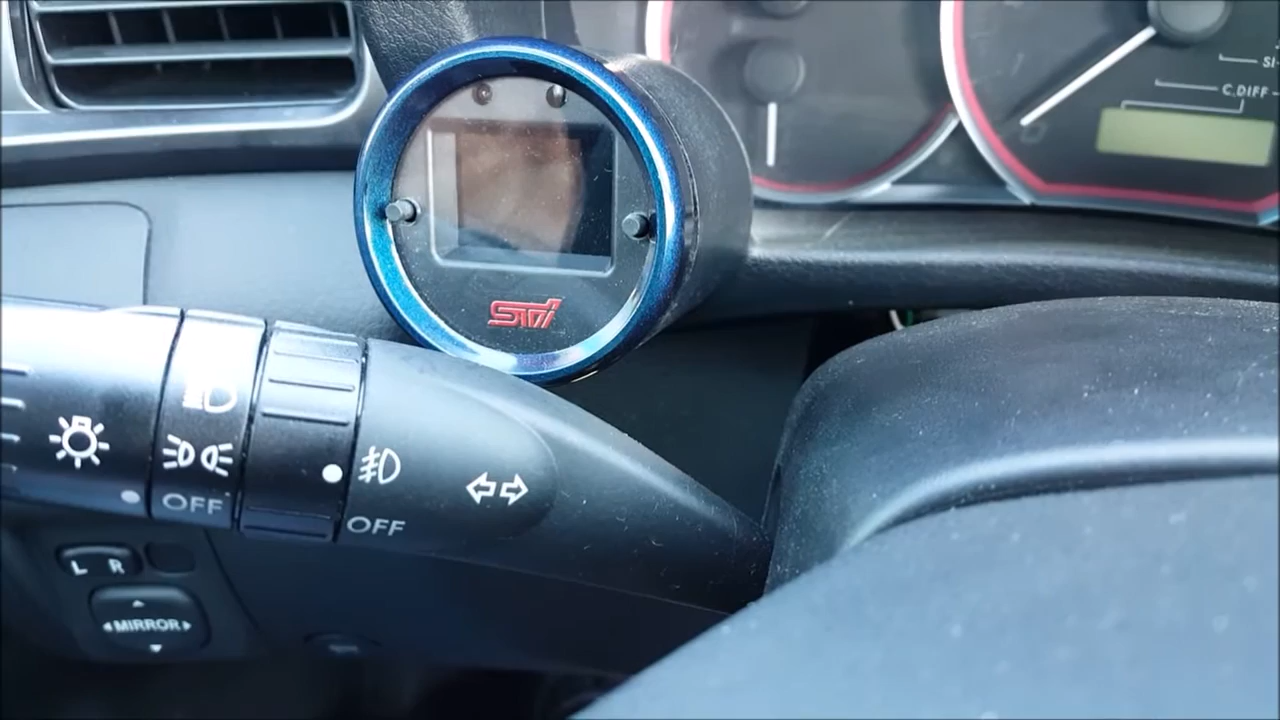 SI-
C.DIFF
STi
OFF
OFF
L R
MIRROR